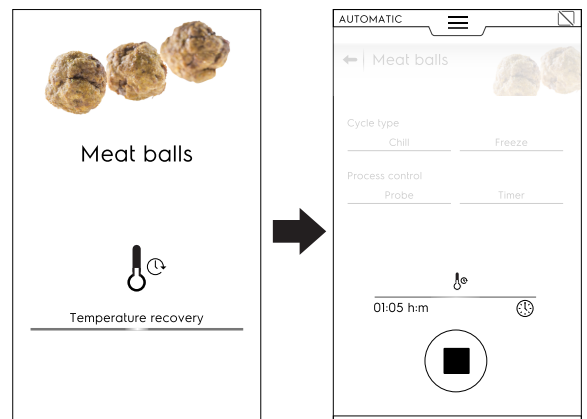 Meat balls
Temperature recovery
AUTOMATIC
Meat balls
Cycle type
Chill Freeze
Process control
Probe Timer
01:05 h:m